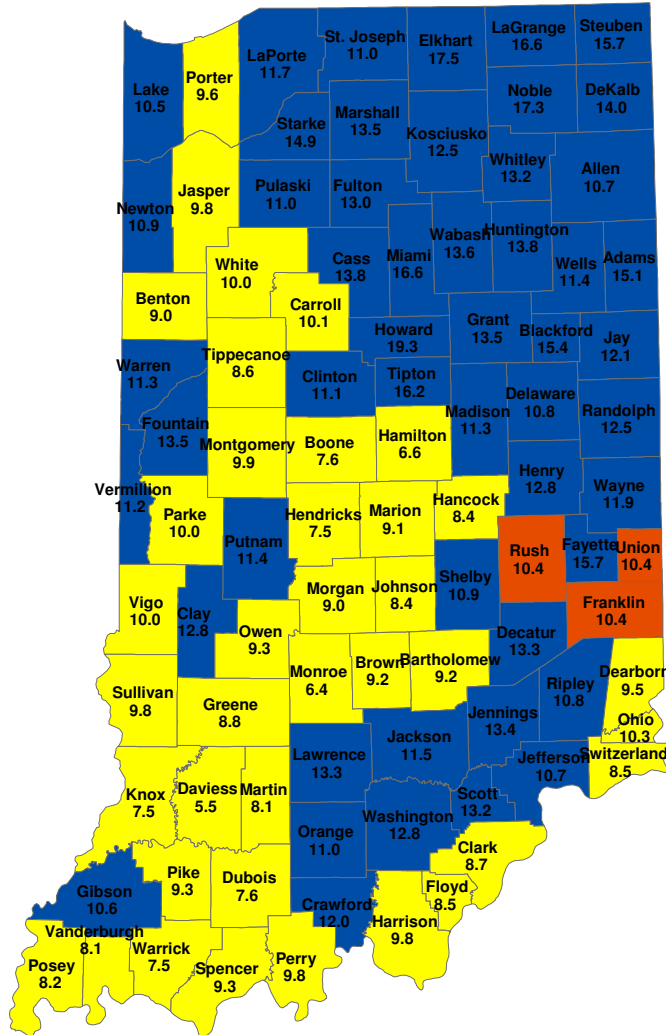 St. Joseph
11.0
Elkhart
17.5
LaGrange
16.6
Steuben
15.7
LaPorte
11.7
Porter
9.6
Lake
10.5
Noble
17.3
DeKalb
14.0
Marshall
13.5
Starke
14.9
Kosciusko
12.5
Whitley
13.2
Allen
10.7
Jasper
9.8
Pulaski
11.0
Fulton
13.0
Newton
10.9
Wabash
13.6
Huntington
13.8
Miami
16.6
Cass
13.8
White
10.0
Wells
11.4
Adams
15.1
Benton
9.0
Carroll
10.1
Howard
19.3
Grant
13.5
Blackford
15.4
Jay
12.1
Tippecanoe
8.6
Warren
11.3
Clinton
11.1
Tipton
16.2
Delaware
10.8
Madison
11.3
Randolph
12.5
Fountain
13.5
Montgomery
9.9
Boone
7.6
Hamilton
6.6
Henry
12.8
Wayne
11.9
Vermillion
11.2
Parke
10.0
Hendricks
7.5
Marion
9.1
Hancock
8.4
Putnam
11.4
Rush
10.4
Fayette
15.7
Union
10.4
Shelby
10.9
Morgan
9.0
Johnson
8.4
Franklin
10.4
Vigo
10.0
Clay
12.8
Owen
9.3
Decatur
13.3
Monroe
6.4
Brown
9.2
Bartholomew
9.2
Dearborn
9.5
Ripley
10.8
Sullivan
9.8
Greene
8.8
Jennings
13.4
Ohio
10.3
Jackson
11.5
Lawrence
13.3
Jefferson
10.7
Switzerland
8.5
Knox
7.5
Daviess
5.5
Martin
8.1
Scott
13.2
Washington
12.8
Orange
11.0
Clark
8.7
Pike
9.3
Dubois
7.6
Gibson
10.6
Floyd
8.5
Crawford
12.0
Harrison
9.8
Vanderburgh
8.1
Warrick
7.5
Posey
8.2
Spencer
9.3
Perry
9.8